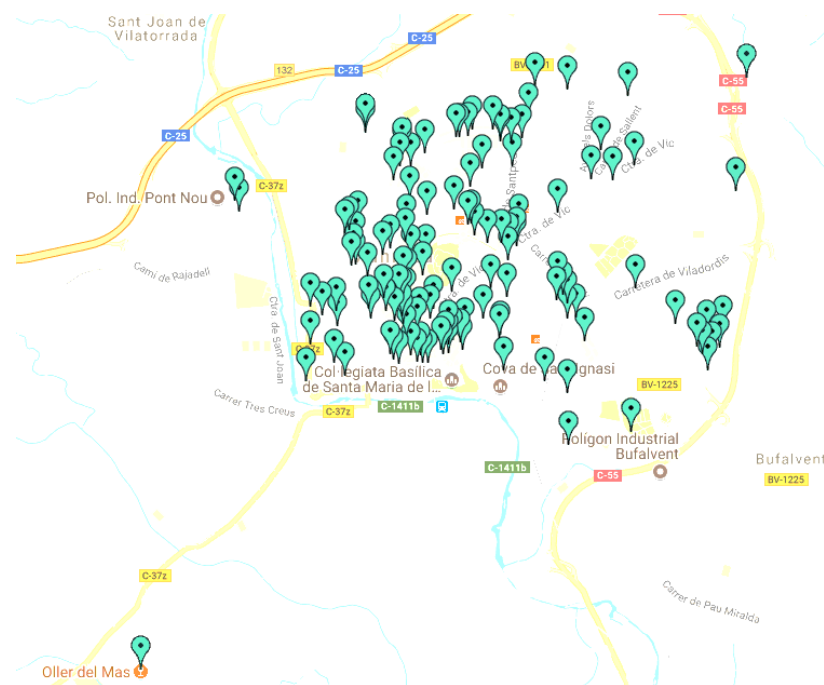 Sant Joan de
Vilatorrada
C-25
132
C-25
C-55
C-55
C-25
Ctra. de Vic
C-37z
Pol. Ind. Pont Nou
Ctra. de Vic
Camí de Rajadell
Carretera de Viladordis
Ctra. de Sant Joan
Col·legiata Basílica
de Santa Maria de l...
Cova de
BV-1225
Carrer Tres Creus
C-37z
C-1411b
Polígon Industrial
Bufalvent
Bufalvent
C-1411b
C-55
BV-1225
C-37z
Carrer de Pau Miralda
Oller del Mas